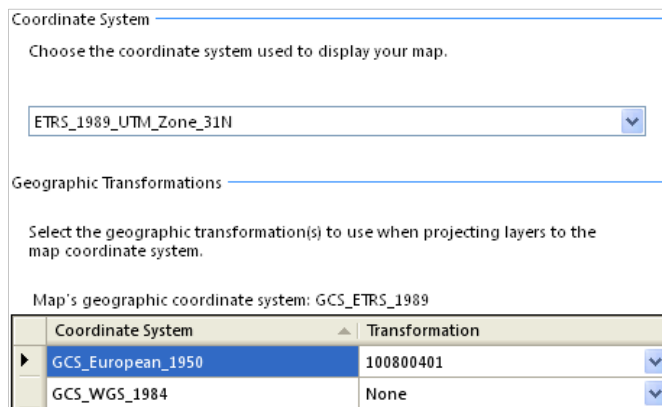 Coordinate System
Choose the coordinate system used to display your map.
ETRS_1989_UTM_Zone_31N
Geographic Transformations
Select the geographic transformation(s) to use when projecting layers to the
map coordinate system.
Map's geographic coordinate system: GCS_ETRS_1989
Coordinate System Transformation
GCS_European_1950 100800401
GCS_WGS_1984 None